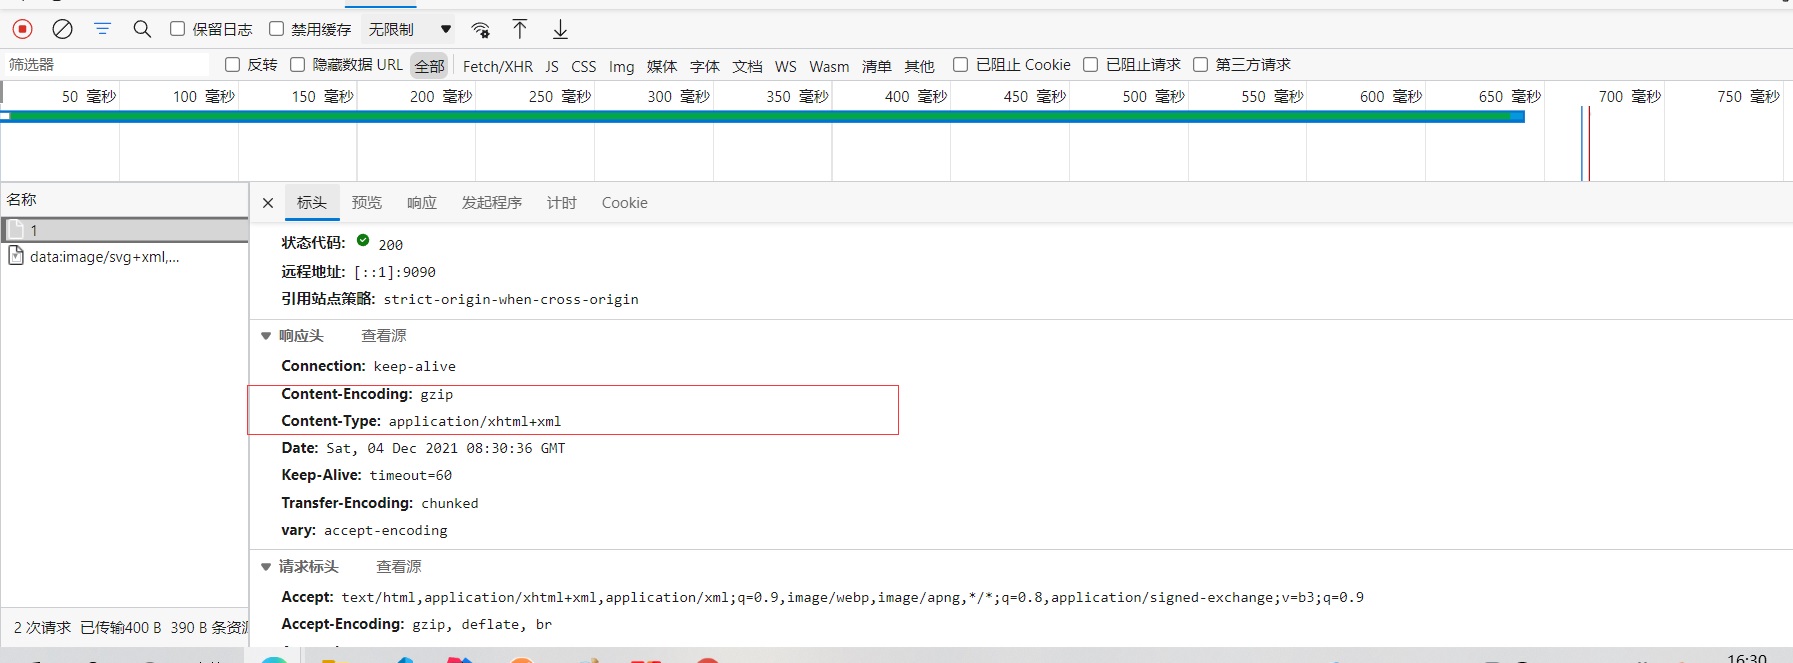 保留日志 禁用缓存 无限制
筛选器 反转 隐藏数据 URL 全部 Fetch/XHR JS CSS Img 媒体 字体 文档 WS Wasm 清单 其他 已阻止 Cookie 已阻止请求 第三方请求
50 毫秒 100 毫秒 150 毫秒 200 毫秒 250 毫秒 300 毫秒 350 毫秒 400 毫秒 450 毫秒 500 毫秒 550 毫秒 600 毫秒 650 毫秒 700 毫秒 750 毫秒
名称
1
data:image/svg+xml,...
标头 预览 响应 发起程序 计时 Cookie
状态代码: 200
远程地址: [::1]:9090
引用站点策略: strict-origin-when-cross-origin
响应头 查看源
Connection: keep-alive
Content-Encoding: gzip
Content-Type: application/xhtml+xml
Date: Sat, 04 Dec 2021 08:30:36 GMT
Keep-Alive: timeout=60
Transfer-Encoding: chunked
vary: accept-encoding
请求标头 查看源
Accept: text/html,application/xhtml+xml,application/xml;q=0.9,image/webp,image/apng,*/*;q=0.8,application/signed-exchange;v=b3;q=0.9
Accept-Encoding: gzip, deflate, br
2 次请求 已传输400 B 390 B 条资源
16:30